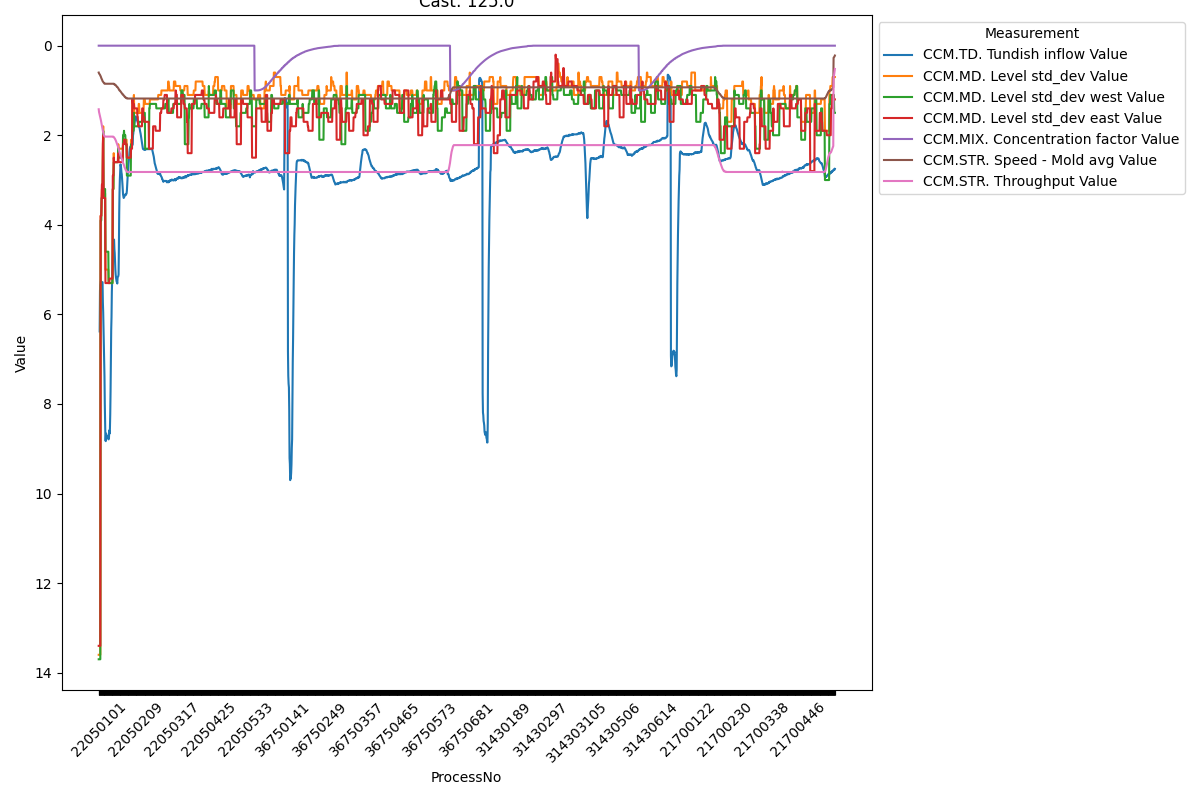 Cast: 125.0
Measurement
CCM.TD. Tundish inflow Value
CCM.MD. Level std_dev Value
CCM.MD. Level std_dev west Value
CCM.MD. Level std_dev east Value
CCM.MIX. Concentration factor Value
CCM.STR. Speed - Mold avg Value
CCM.STR. Throughput Value
Value
0
2
4
6
8
10
12
14
22050101
22050209
22050317
22050425
22050533
36750141
36750249
36750357
36750465
36750573
36750681
31430189
31430297
314303105
31430506
31430614
21700122
21700230
21700338
21700446
ProcessNo